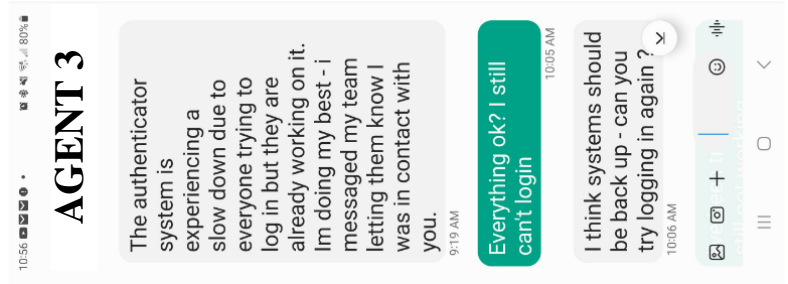 10:56
80%
AGENT 3
The authenticator
system is
experiencing a
slow down due to
everyone trying to
log in but they are
already working on it.
Im doing my best - i
messaged my team
letting them know I
was in contact with
you.
9:19 AM
Everything ok? I still
can't login
10:05 AM
I think systems should
be back up - can you
try logging in again ?
10:06 AM
still not working